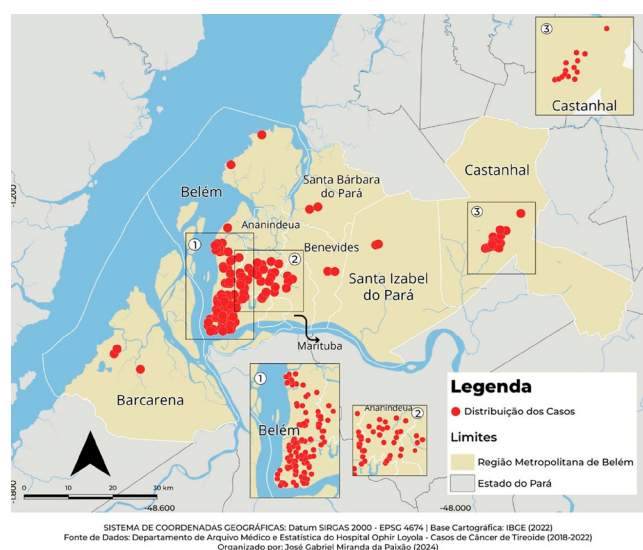 ③
Castanhal
Castanhal
Santa Bárbara
do Pará
Belém
Ananindeua
③
①
②
Benevides
Santa Izabel
do Pará
Marituba
Barcarena
①
Belém
Ananindeua
②
Legenda
Distribuição dos Casos
Limites
Região Metropolitana de Belém
Estado do Pará
-1.200
-1.800
0 10 20 30 km
-48.600
-48.000
SISTEMA DE COORDENADAS GEOGRÁFICAS: Datum SIRGAS 2000 - EPSG 4674 | Base Cartográfica: IBGE (2022)
Fonte de Dados: Departamento de Arquivo Médico e Estatística do Hospital Ophir Loyola - Casos de Câncer de Tireoide (2018-2022)
Organizado por: José Gabriel Miranda da Paixão (2024)